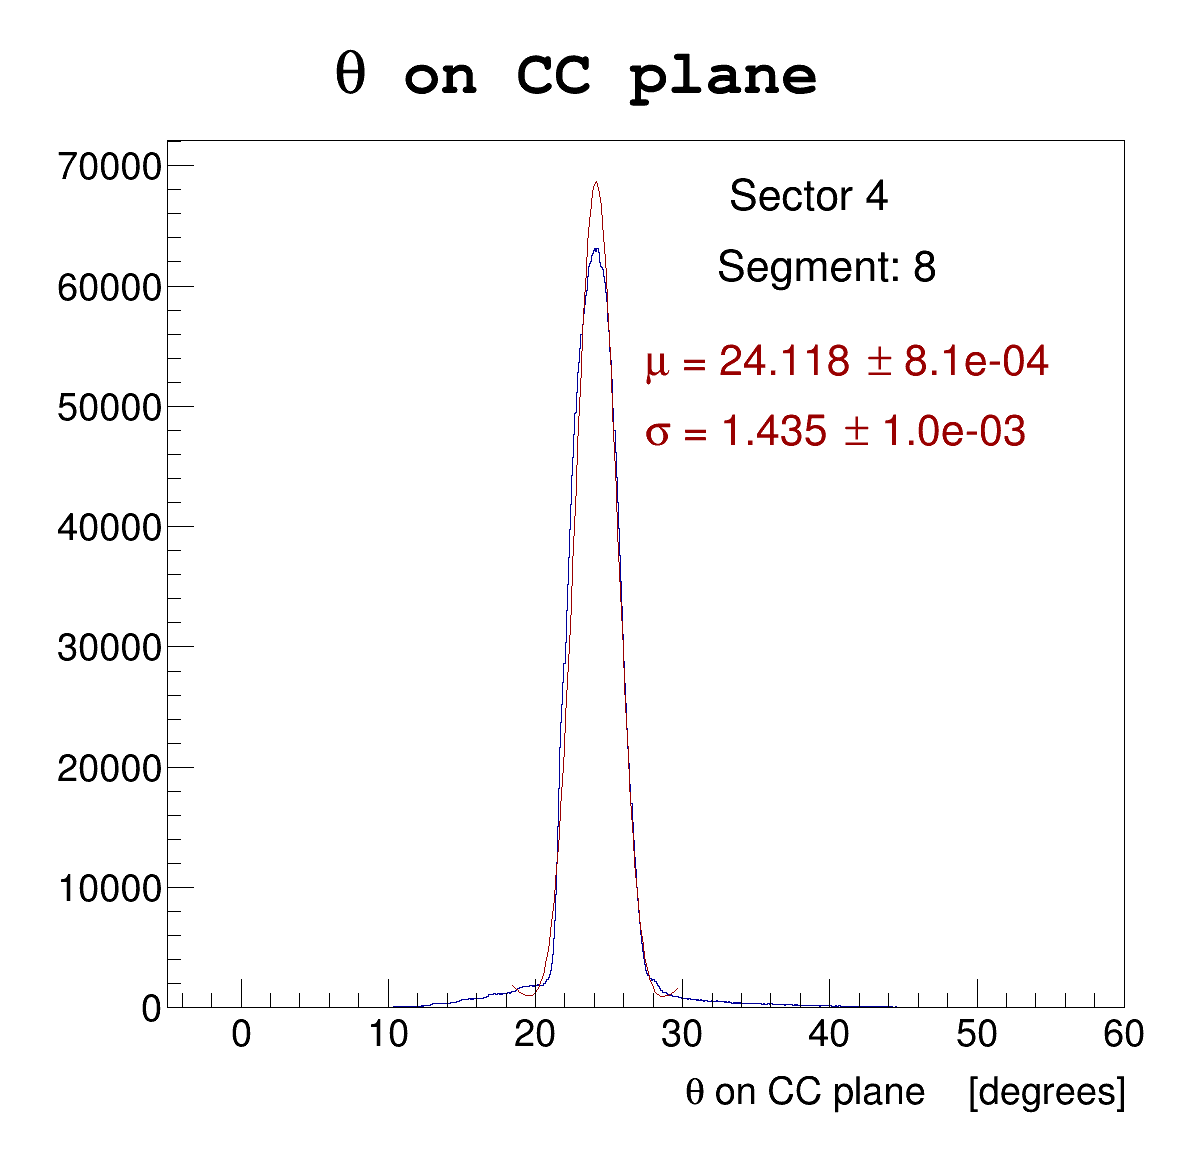 θ on CC plane
70000
60000
50000
40000
30000
20000
10000
0
Sector 4
Segment: 8
μ = 24.118 ± 8.1e-04
σ = 1.435 ± 1.0e-03
0 10 20 30 40 50 60
θ on CC plane [degrees]